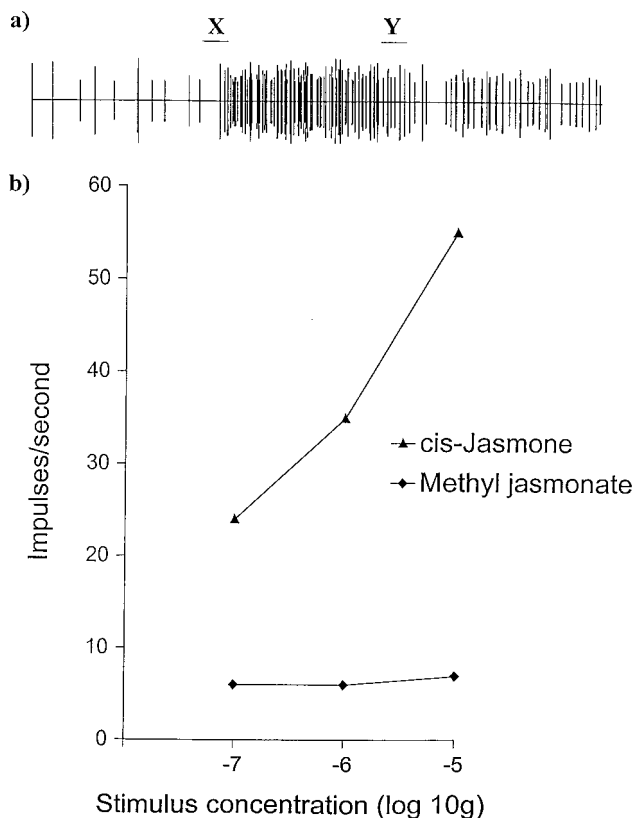 a)
X
Y
b)
60
50
40
30
20
10
0
Impulses/second
cis-Jasmone
Methyl jasmonate
-7
-6
-5
Stimulus concentration (log 10g)